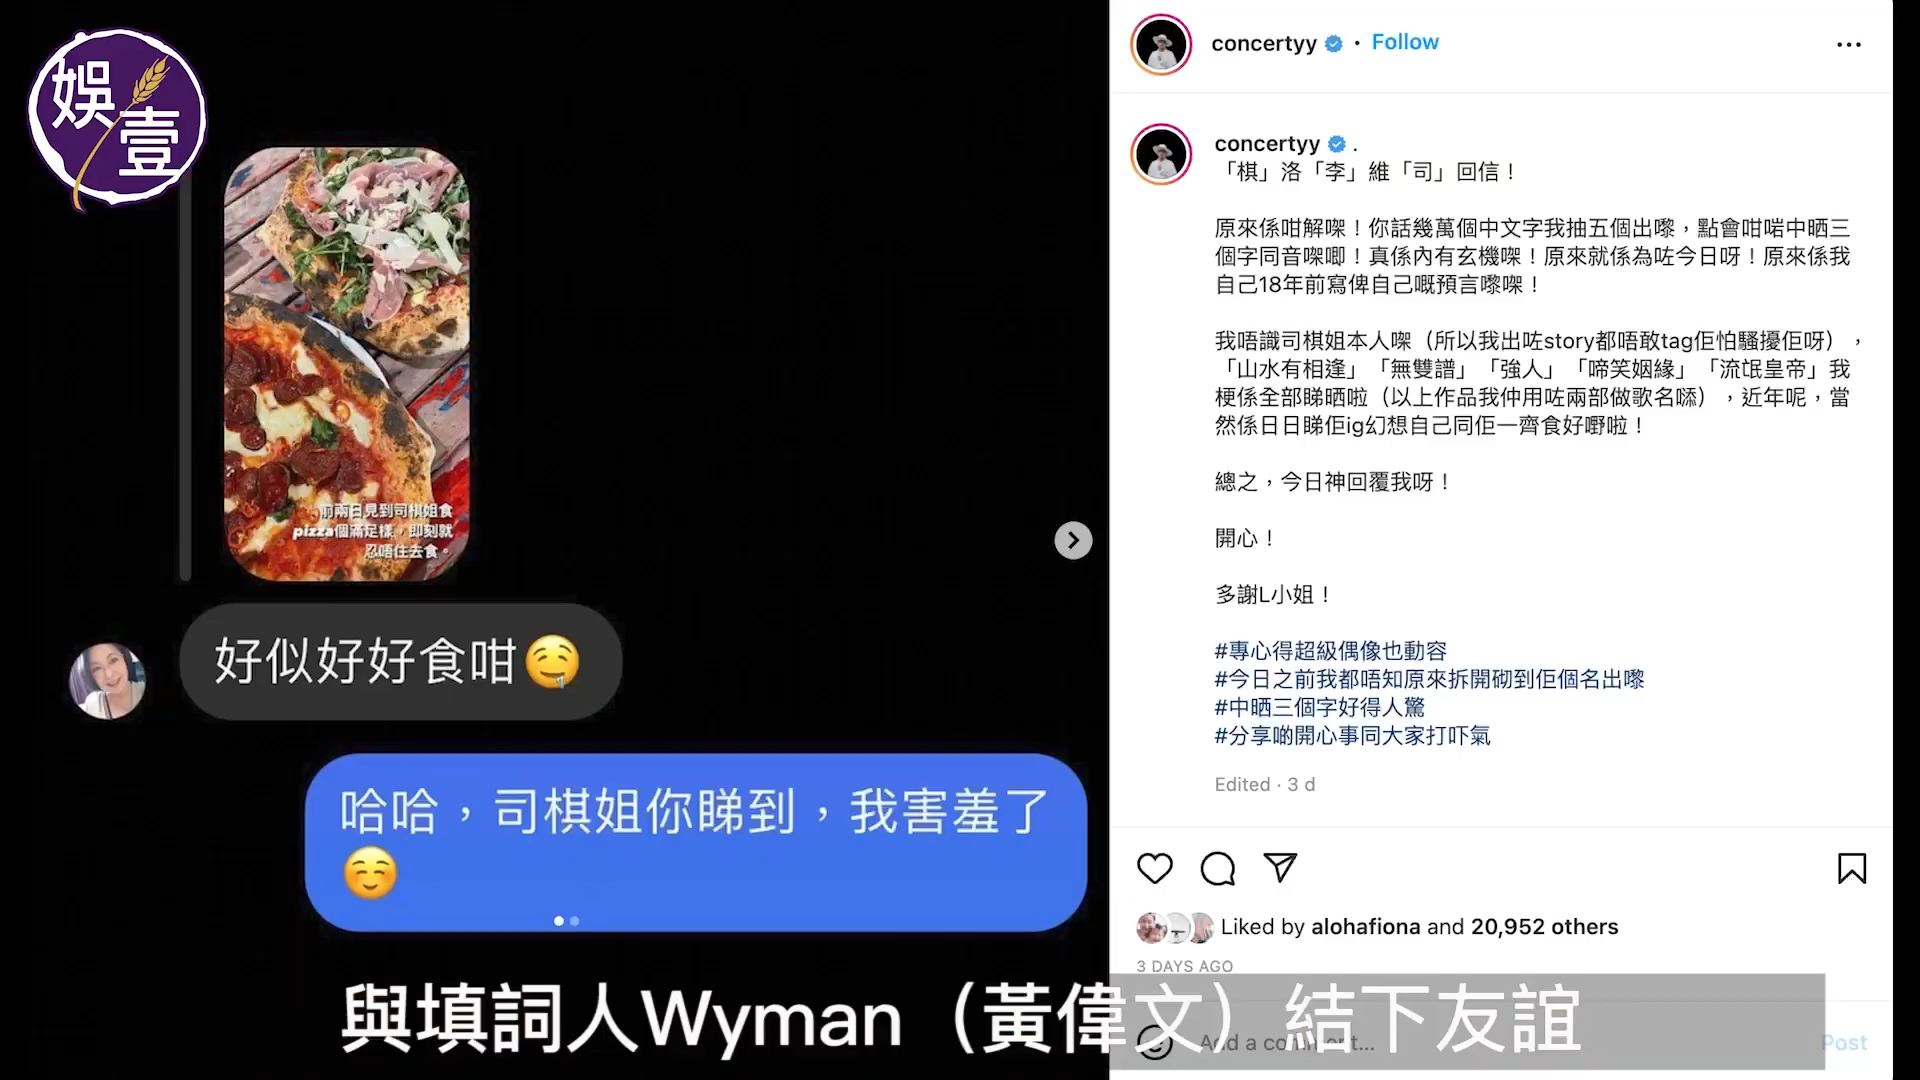 娛壹
前兩日見到司棋姐食
pizza個滿足樣，即刻就
忍唔住去食。
好似好好食咁🤤
哈哈，司棋姐你睇到，我害羞了
☺️
concertyy • Follow
concertyy .
「棋」洛「李」維「司」回信！
原來係咁解㗎！你話幾萬個中文字我抽五個出嚟，點會咁啱中晒三
個字同音㗎唧！真係內有玄機㗎！原來就係為咗今日呀！原來係我
自己18年前寫俾自己嘅預言嚟㗎！
我唔識司棋姐本人㗎（所以我出咗story都唔敢tag佢怕騷擾佢呀），
「山水有相逢」「無雙譜」「強人」「啼笑姻緣」「流氓皇帝」我
梗係全部睇晒啦（以上作品我仲用咗兩部做歌名㗎），近年呢，當
然係日日睇佢ig幻想自己同佢一齊食好嘢啦！
總之，今日神回覆我呀！
開心！
多謝L小姐！
#專心得超級偶像也動容
#今日之前我都唔知原來拆開砌到佢個名出嚟
#中晒三個字好得人驚
#分享啲開心事同大家打吓氣
Edited · 3 d
Liked by alohafiona and 20,952 others
3 DAYS AGO
Add a comment...
Post
與填詞人Wyman（黃偉文）結下友誼